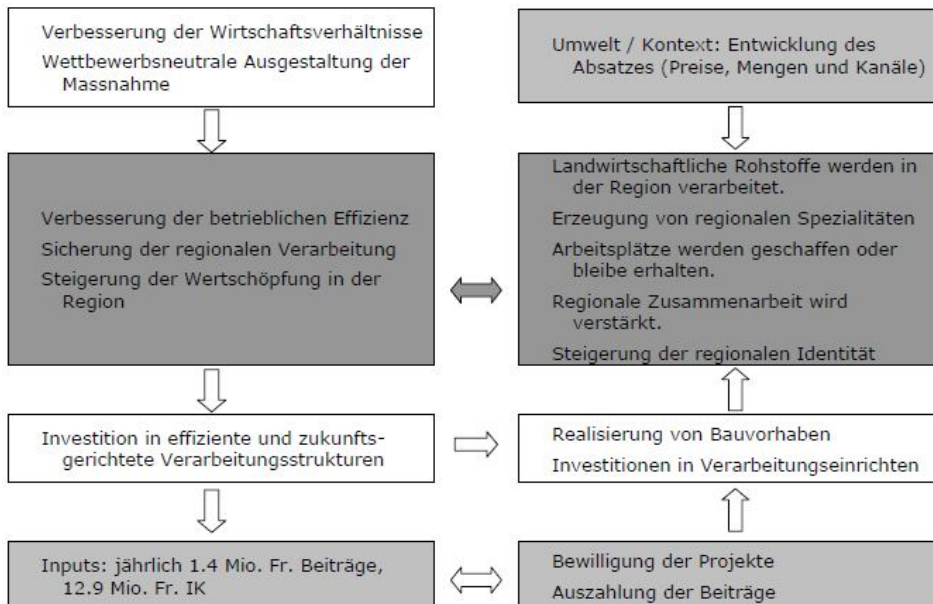 Verbesserung der Wirtschaftsverhältnisse
Wettbewerbsneutrale Ausgestaltung der
Massnahme
Umwelt / Kontext: Entwicklung des
Absatzes (Preise, Mengen und Kanäle)
Verbesserung der betrieblichen Effizienz
Sicherung der regionalen Verarbeitung
Steigerung der Wertschöpfung in der
Region
Landwirtschaftliche Rohstoffe werden in
der Region verarbeitet.
Erzeugung von regionalen Spezialitäten
Arbeitsplätze werden geschaffen oder
bleibe erhalten.
Regionale Zusammenarbeit wird
verstärkt.
Steigerung der regionalen Identität
Investition in effiziente und zukunfts-
gerichtete Verarbeitungsstrukturen
Realisierung von Bauvorhaben
Investitionen in Verarbeitungseinrichten
Inputs: jährlich 1.4 Mio. Fr. Beiträge,
12.9 Mio. Fr. IK
Bewilligung der Projekte
Auszahlung der Beiträge